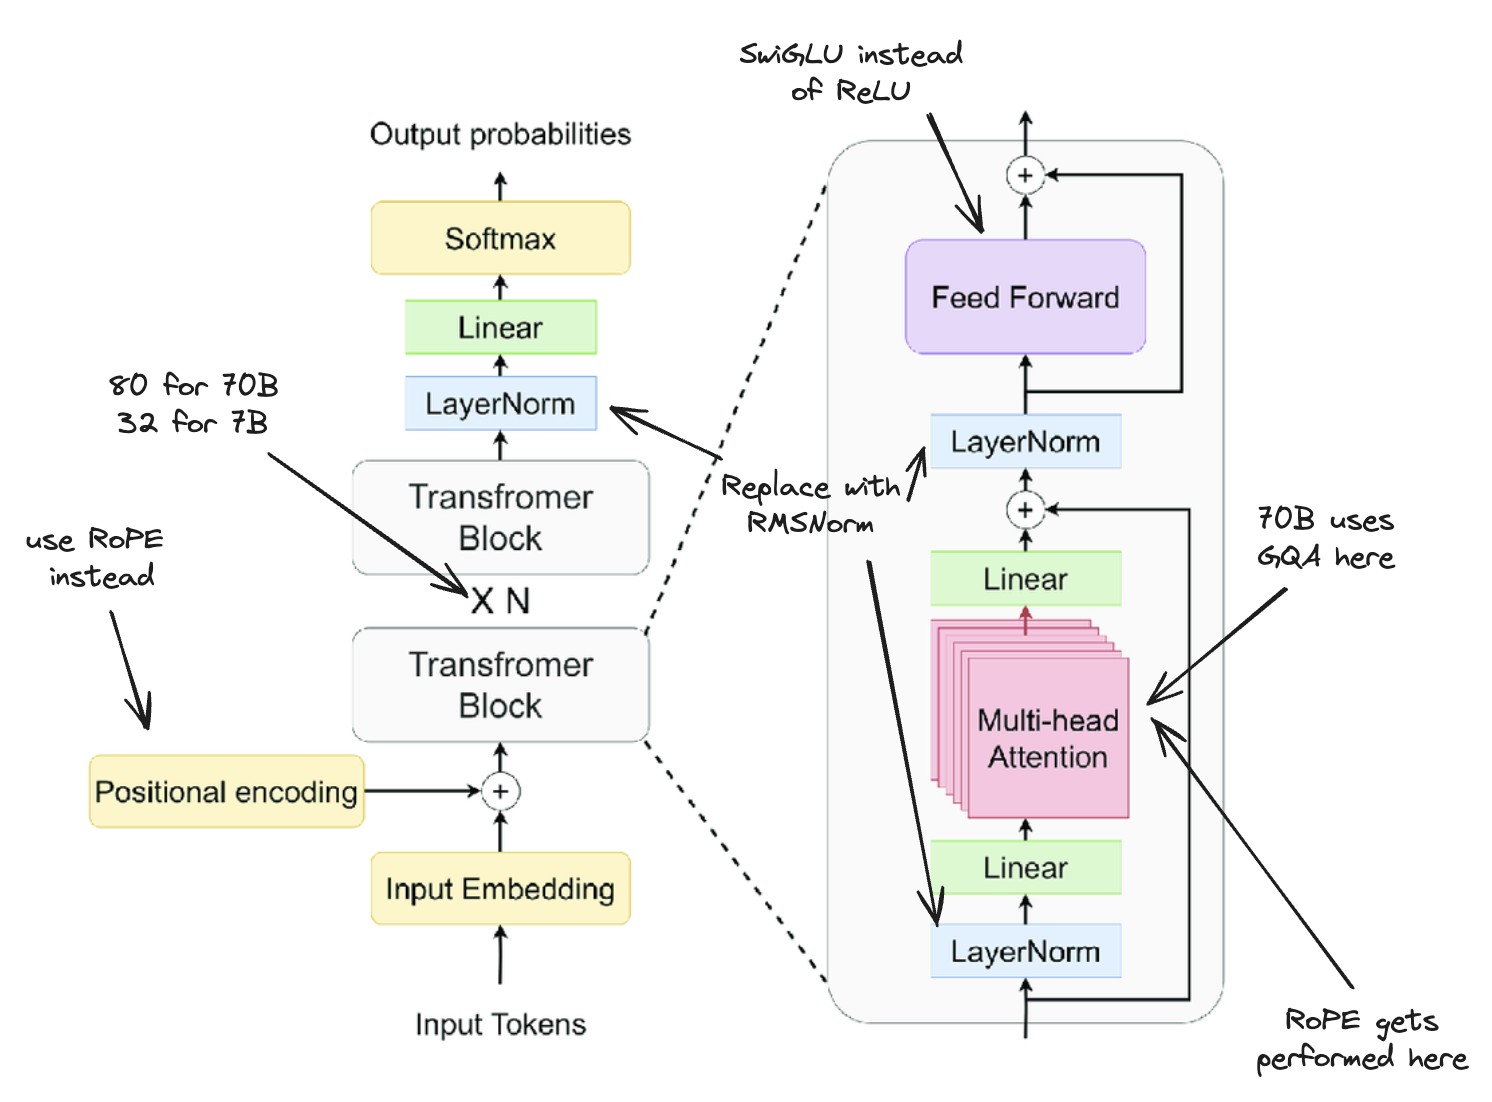 SwiGLU instead
of ReLU
Output probabilities
Softmax
Linear
LayerNorm
80 for 70B
32 for 7B
Transfromer
Block
X N
use RoPE
instead
Transfromer
Block
Positional encoding
+
Input Embedding
Input Tokens
Replace with
RMSNorm
+
Feed Forward
LayerNorm
+
Linear
Multi-head
Attention
Linear
LayerNorm
70B uses
GQA here
RoPE gets
performed here